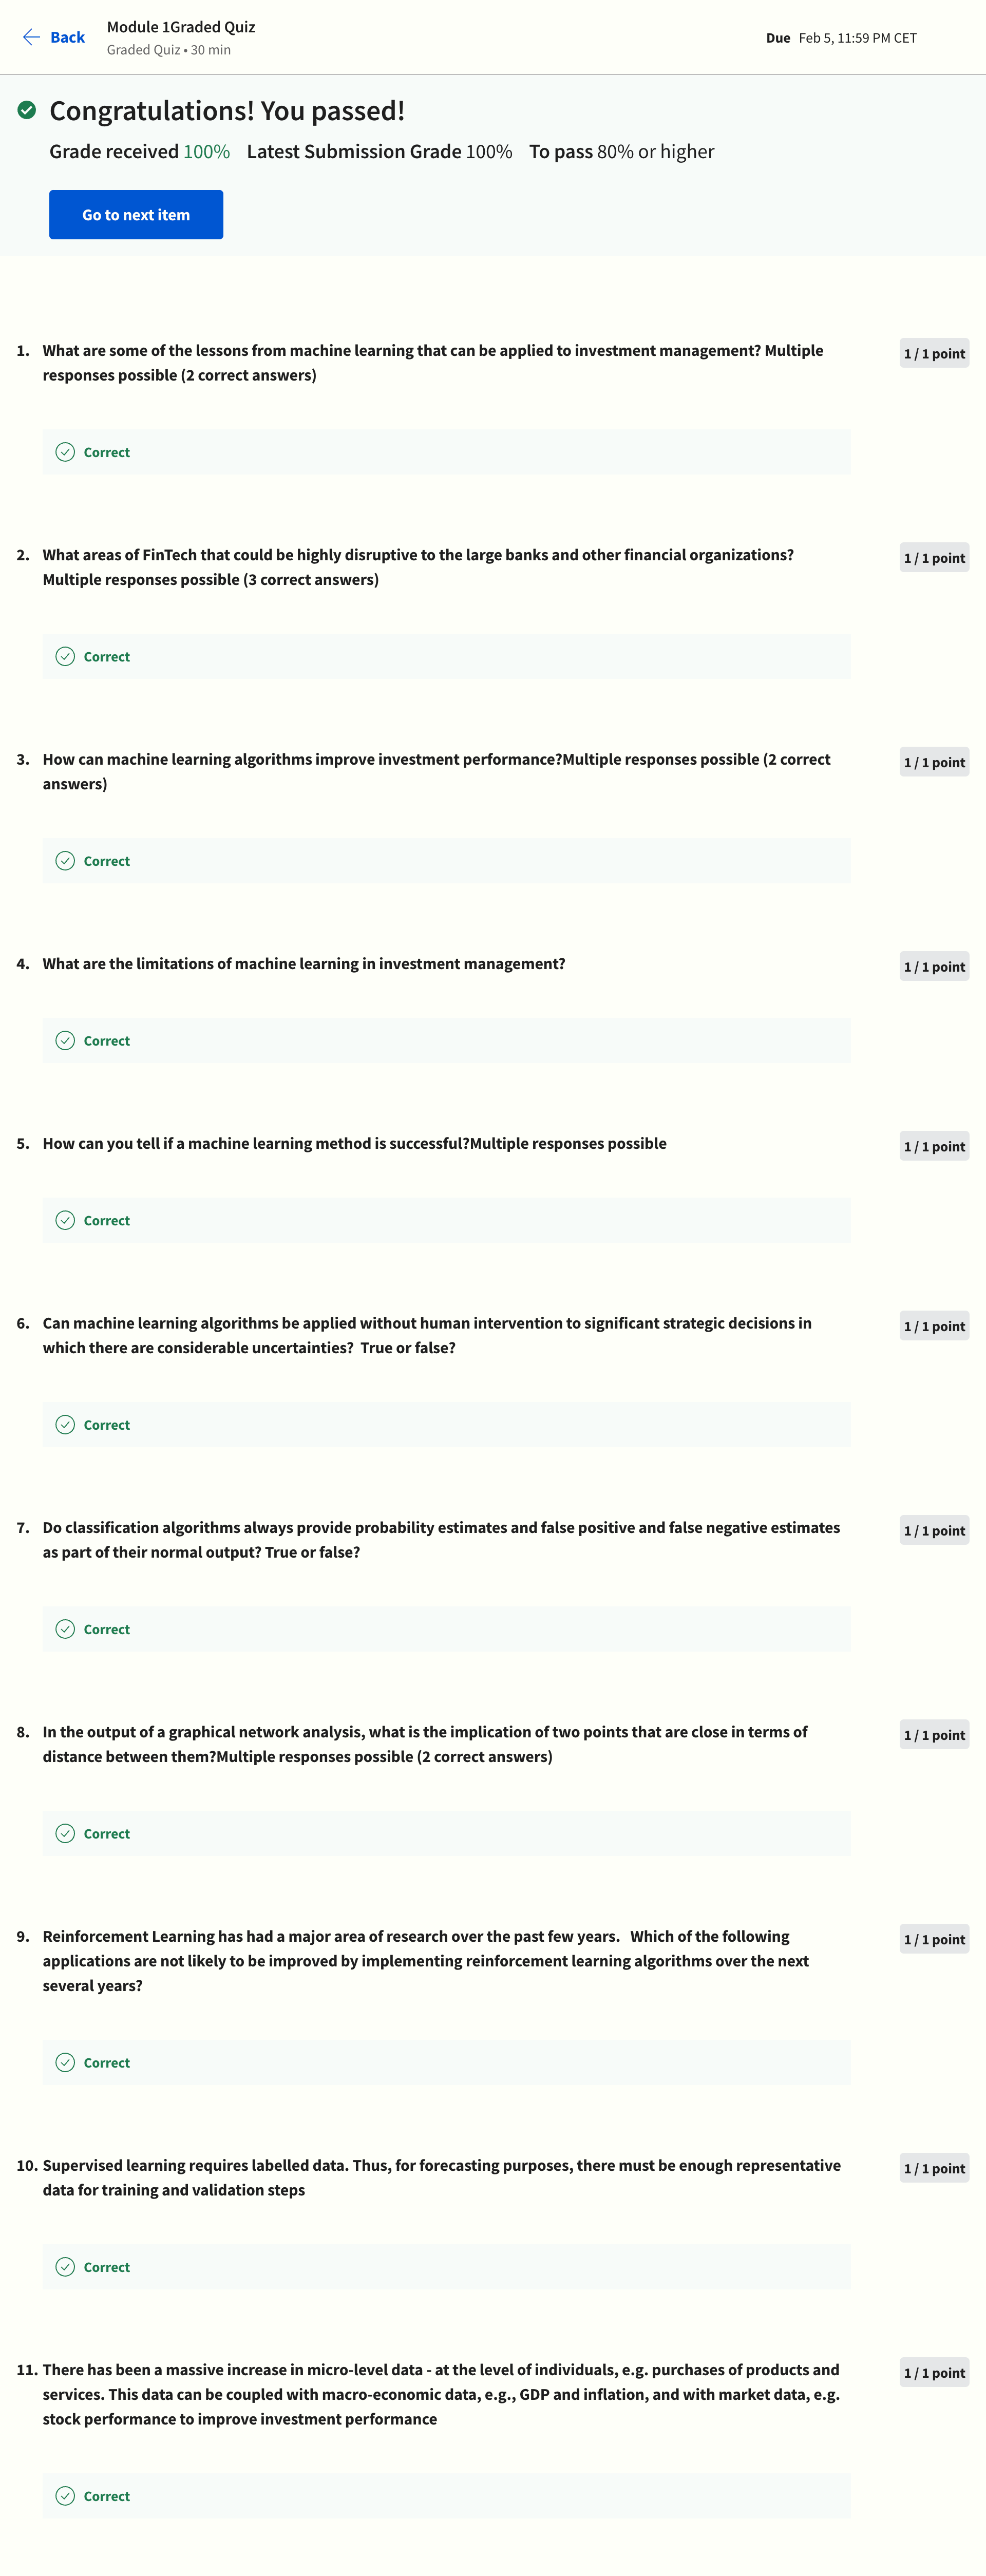 Back
Module 1Graded Quiz
Graded Quiz • 30 min
Due Feb 5, 11:59 PM CET
Congratulations! You passed!
Grade received 100% Latest Submission Grade 100% To pass 80% or higher
Go to next item
1. What are some of the lessons from machine learning that can be applied to investment management? Multiple
responses possible (2 correct answers)
1 / 1 point
Correct
2. What areas of FinTech that could be highly disruptive to the large banks and other financial organizations?
Multiple responses possible (3 correct answers)
1 / 1 point
Correct
3. How can machine learning algorithms improve investment performance?Multiple responses possible (2 correct
answers)
1 / 1 point
Correct
4. What are the limitations of machine learning in investment management?
1 / 1 point
Correct
5. How can you tell if a machine learning method is successful?Multiple responses possible
1 / 1 point
Correct
6. Can machine learning algorithms be applied without human intervention to significant strategic decisions in
which there are considerable uncertainties? True or false?
1 / 1 point
Correct
7. Do classification algorithms always provide probability estimates and false positive and false negative estimates
as part of their normal output? True or false?
1 / 1 point
Correct
8. In the output of a graphical network analysis, what is the implication of two points that are close in terms of
distance between them?Multiple responses possible (2 correct answers)
1 / 1 point
Correct
9. Reinforcement Learning has had a major area of research over the past few years. Which of the following
applications are not likely to be improved by implementing reinforcement learning algorithms over the next
several years?
1 / 1 point
Correct
10. Supervised learning requires labelled data. Thus, for forecasting purposes, there must be enough representative
data for training and validation steps
1 / 1 point
Correct
11. There has been a massive increase in micro-level data - at the level of individuals, e.g. purchases of products and
services. This data can be coupled with macro-economic data, e.g., GDP and inflation, and with market data, e.g.
stock performance to improve investment performance
1 / 1 point
Correct